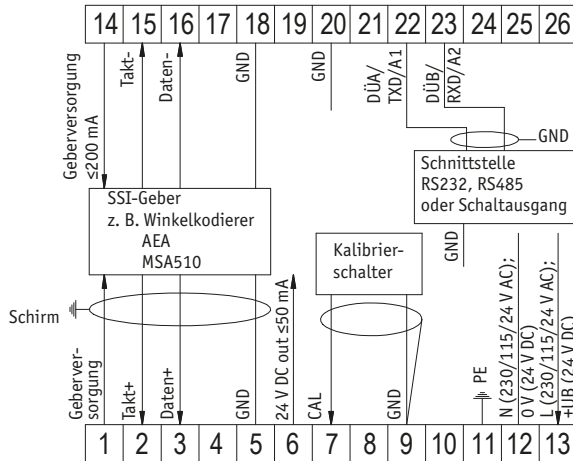 14 15 16 17 18 19 20 21 22 23 24 25 26
Geberversorgung
≤200 mA
Takt-
Daten-
GND
GND
DÜA/
TXD/A1
DÜB/
RXD/A2
GND
SSI-Geber
z. B. Winkelkodierer
AEA
MSA510
Schnittstelle
RS232, RS485
oder Schaltausgang
Kalibrier-
schalter
GND
Schirm
Geberver-
sorgung
Takt+
Daten+
GND
24 V DC out ≤50 mA
CAL
GND
PE
N (230/115/24 V AC);
0 V (24 V DC)
L (230/115/24 V AC);
+UB (24 V DC)
1 2 3 4 5 6 7 8 9 10 11 12 13